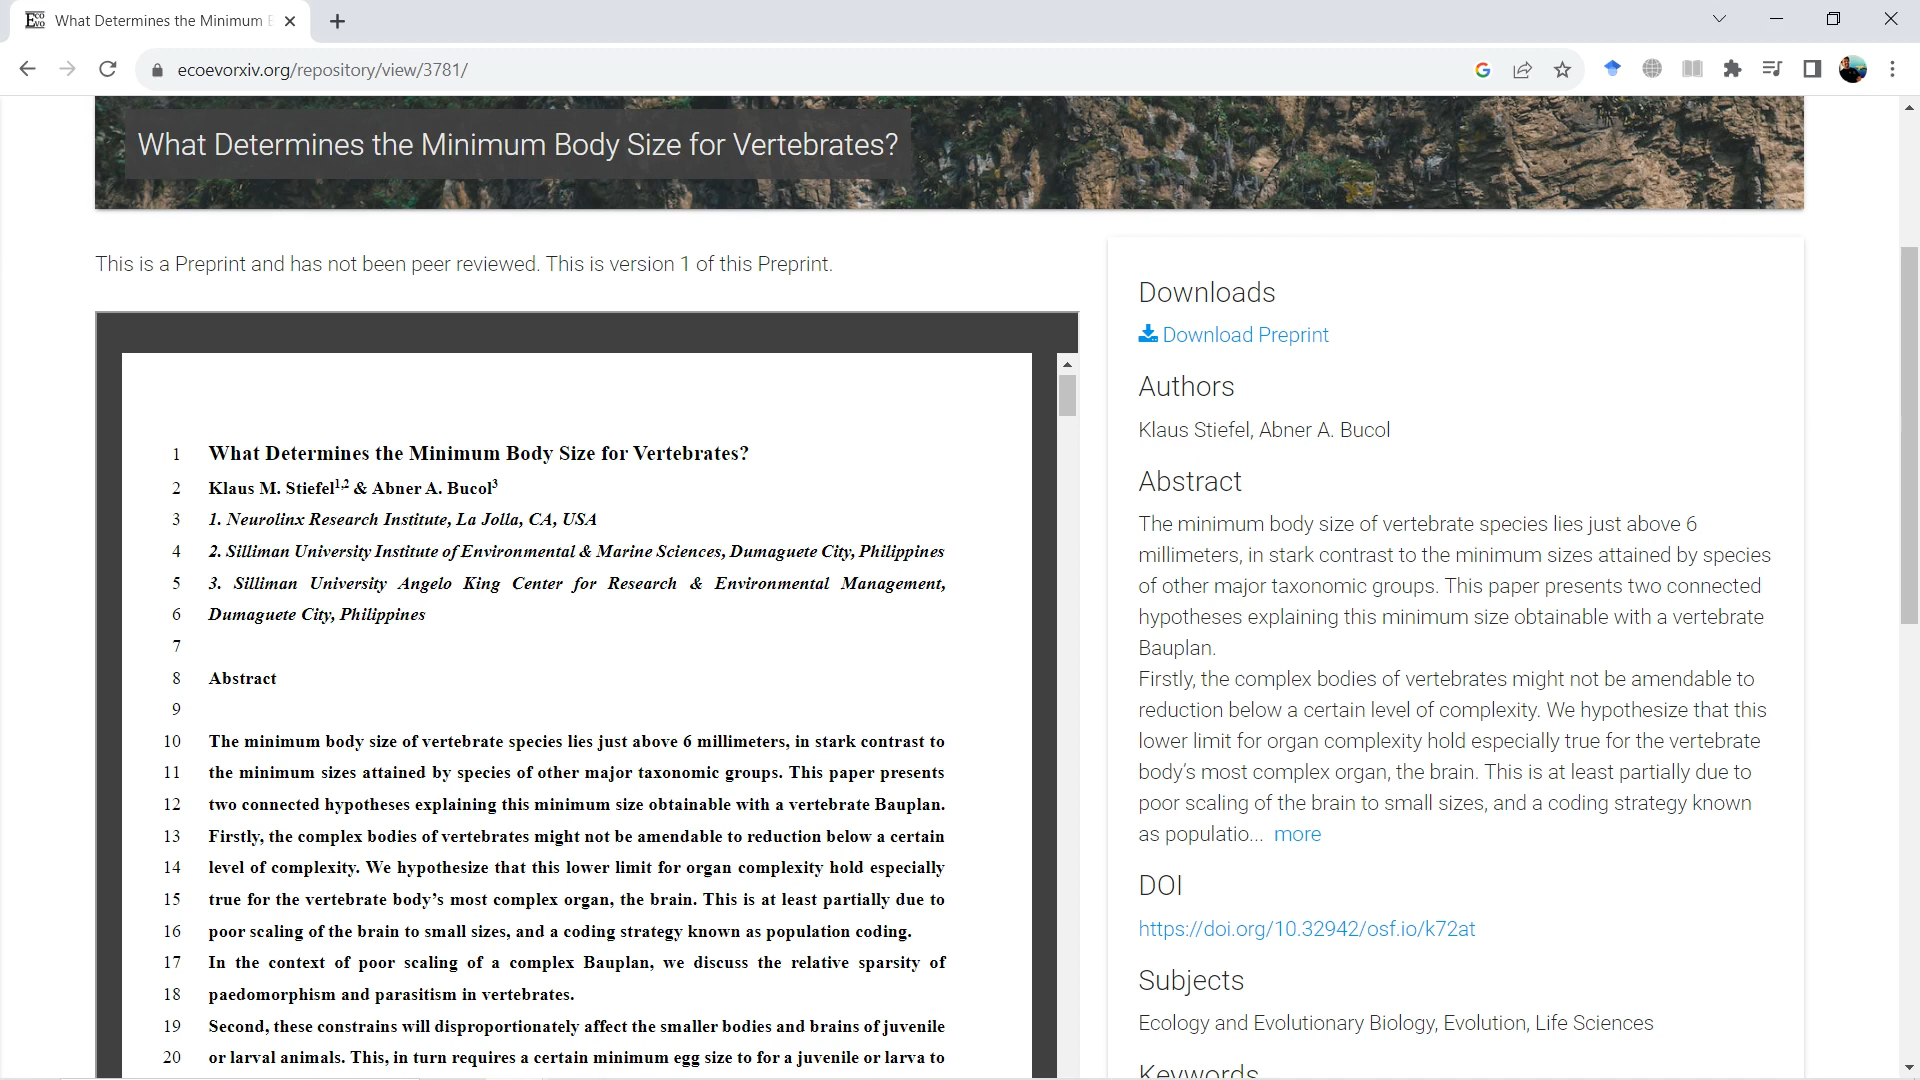 What Determines the Minimum
ecoevorxiv.org/repository/view/3781/
What Determines the Minimum Body Size for Vertebrates?
This is a Preprint and has not been peer reviewed. This is version 1 of this Preprint.
1 What Determines the Minimum Body Size for Vertebrates?
2 Klaus M. Stiefel1,2 & Abner A. Bucol3
3 1. Neurolinx Research Institute, La Jolla, CA, USA
4 2. Silliman University Institute of Environmental & Marine Sciences, Dumaguete City, Philippines
5 3. Silliman University Angelo King Center for Research & Environmental Management,
6 Dumaguete City, Philippines
7
8 Abstract
9
10 The minimum body size of vertebrate species lies just above 6 millimeters, in stark contrast to
11 the minimum sizes attained by species of other major taxonomic groups. This paper presents
12 two connected hypotheses explaining this minimum size obtainable with a vertebrate Bauplan.
13 Firstly, the complex bodies of vertebrates might not be amendable to reduction below a certain
14 level of complexity. We hypothesize that this lower limit for organ complexity hold especially
15 true for the vertebrate body’s most complex organ, the brain. This is at least partially due to
16 poor scaling of the brain to small sizes, and a coding strategy known as population coding.
17 In the context of poor scaling of a complex Bauplan, we discuss the relative sparsity of
18 paedomorphism and parasitism in vertebrates.
19 Second, these constrains will disproportionately affect the smaller bodies and brains of juvenile
20 or larval animals. This, in turn requires a certain minimum egg size to for a juvenile or larva to
Downloads
Download Preprint
Authors
Klaus Stiefel, Abner A. Bucol
Abstract
The minimum body size of vertebrate species lies just above 6
millimeters, in stark contrast to the minimum sizes attained by species
of other major taxonomic groups. This paper presents two connected
hypotheses explaining this minimum size obtainable with a vertebrate
Bauplan.
Firstly, the complex bodies of vertebrates might not be amendable to
reduction below a certain level of complexity. We hypothesize that this
lower limit for organ complexity hold especially true for the vertebrate
body’s most complex organ, the brain. This is at least partially due to
poor scaling of the brain to small sizes, and a coding strategy known
as populatio... more
DOI
https://doi.org/10.32942/osf.io/k72at
Subjects
Ecology and Evolutionary Biology, Evolution, Life Sciences
Keywords